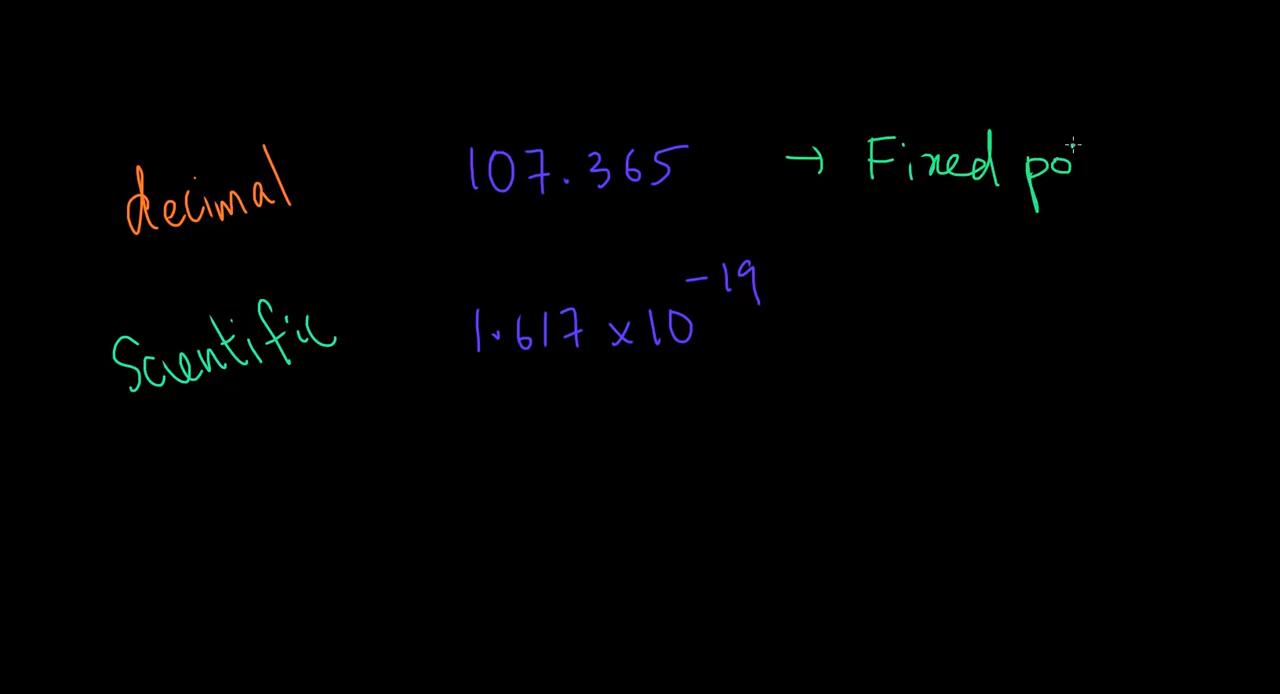 decimal 107.365 → Fixed po
Scientific 1.617 x 10^-19